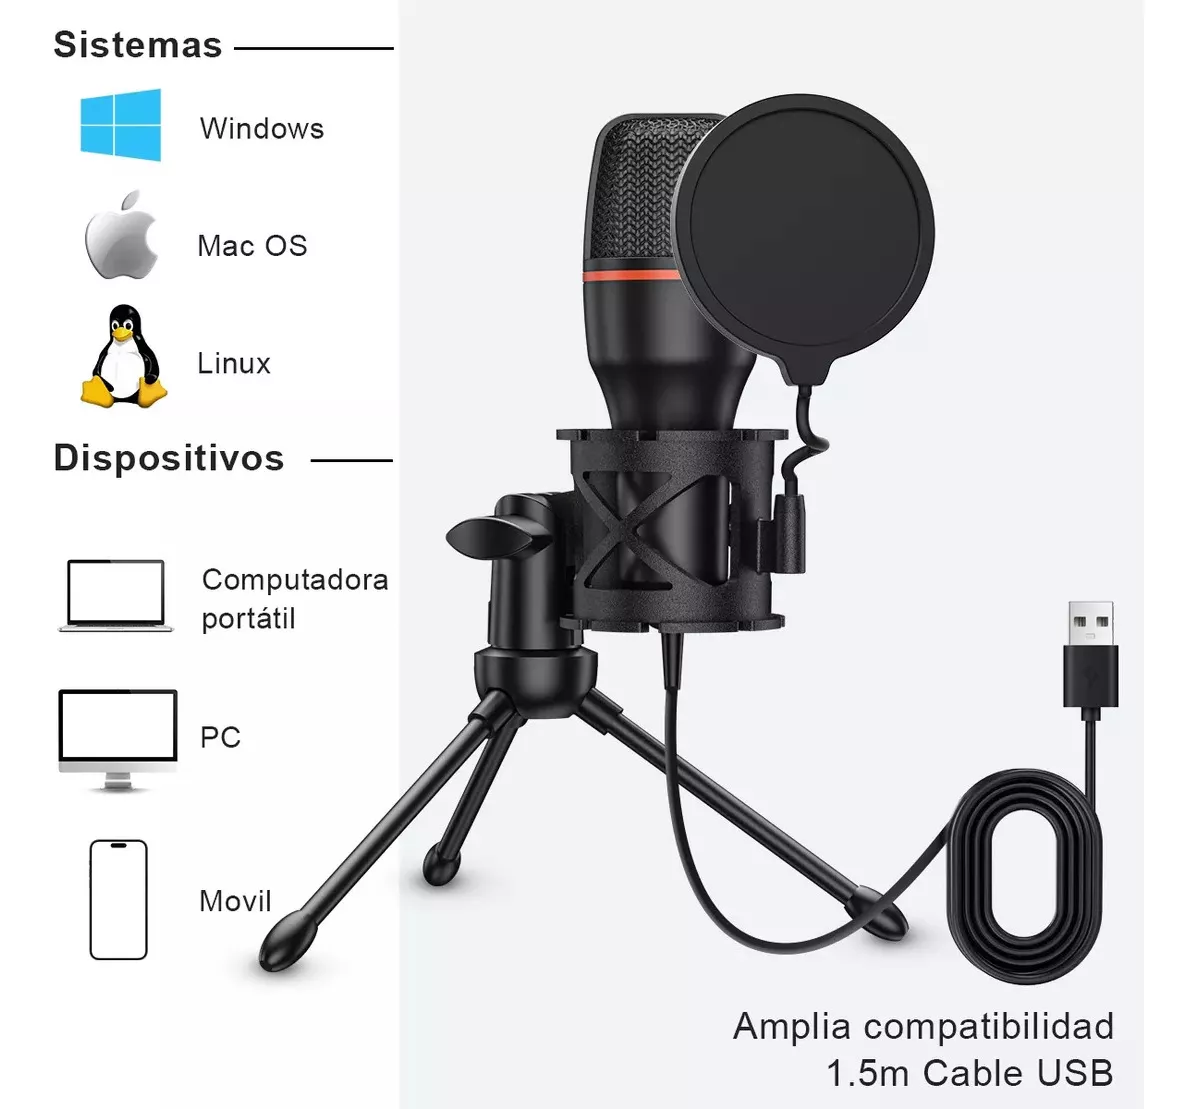 Sistemas
Windows
Mac OS
Linux
Dispositivos
Computadora
portátil
PC
Movil
Amplia compatibilidad
1.5m Cable USB